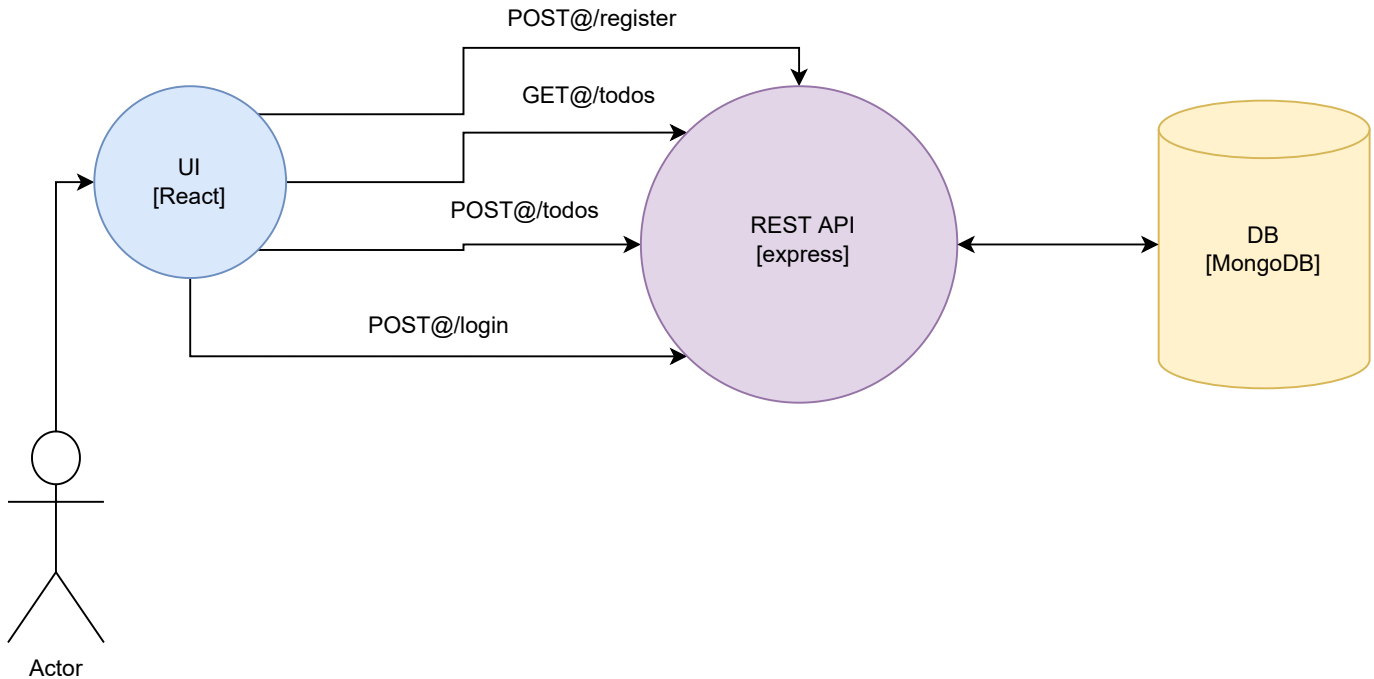 POST@/register
GET@/todos
UI
[React]
POST@/todos
REST API
[express]
DB
[MongoDB]
POST@/login
Actor